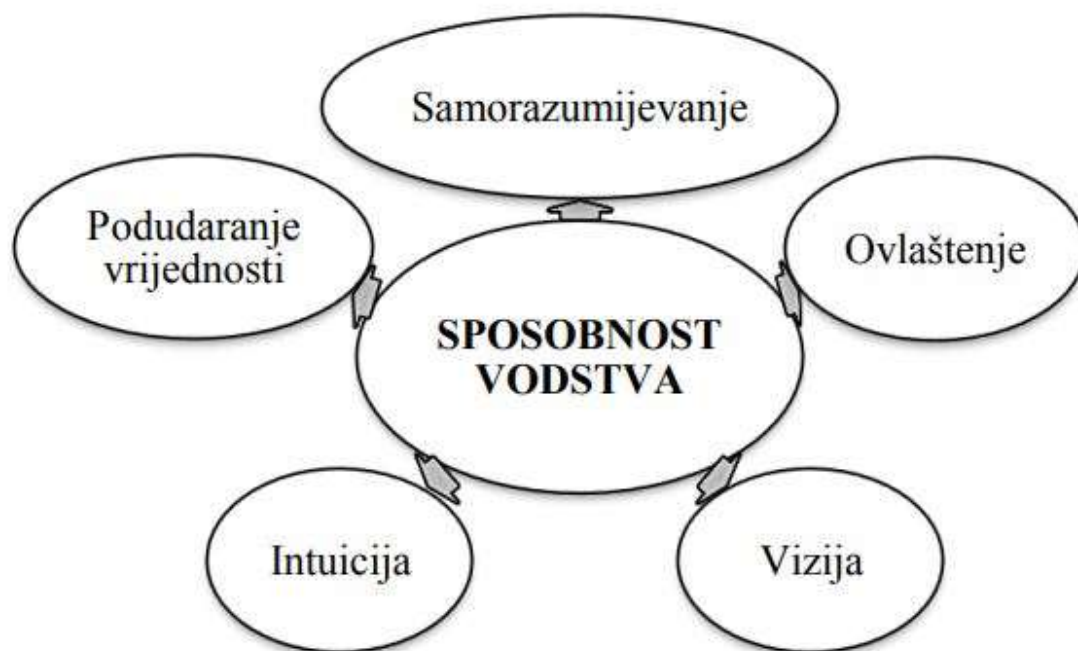 Samorazumijevanje
Podudaranje
vrijednosti
Ovlaštenje
SPOSOBNOST
VODSTVA
Intuicija
Vizija